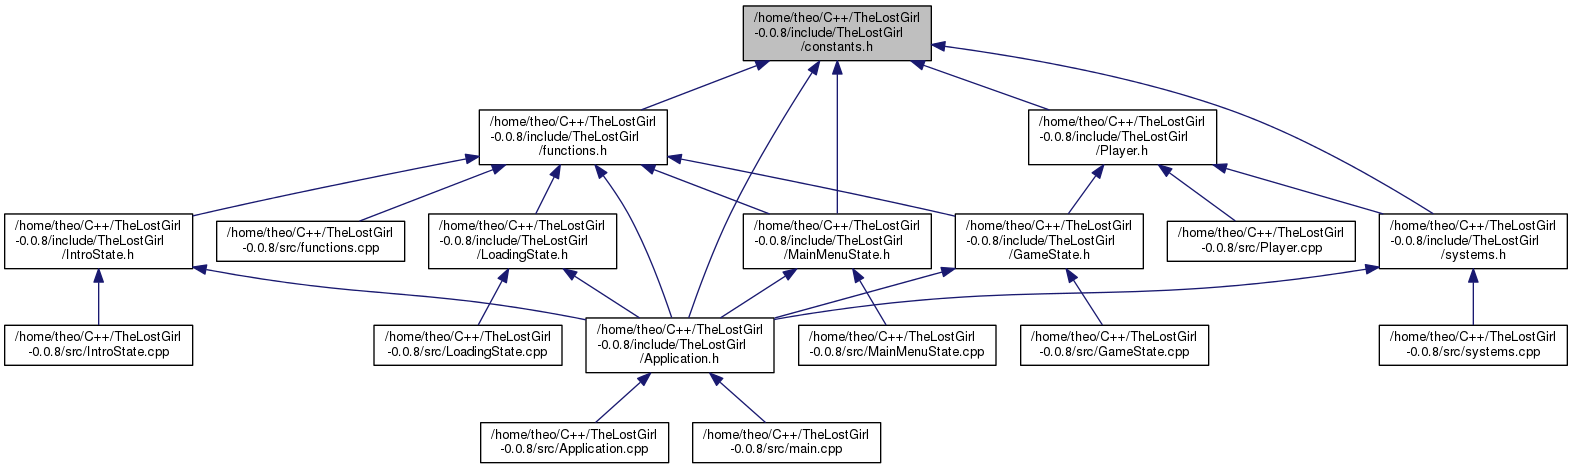 /home/theo/C++/TheLostGirl
-0.0.8/include/TheLostGirl
/constants.h
/home/theo/C++/TheLostGirl
-0.0.8/include/TheLostGirl
/functions.h
/home/theo/C++/TheLostGirl
-0.0.8/include/TheLostGirl
/Player.h
/home/theo/C++/TheLostGirl
-0.0.8/include/TheLostGirl
/IntroState.h
/home/theo/C++/TheLostGirl
-0.0.8/src/functions.cpp
/home/theo/C++/TheLostGirl
-0.0.8/include/TheLostGirl
/LoadingState.h
/home/theo/C++/TheLostGirl
-0.0.8/include/TheLostGirl
/MainMenuState.h
/home/theo/C++/TheLostGirl
-0.0.8/include/TheLostGirl
/GameState.h
/home/theo/C++/TheLostGirl
-0.0.8/src/Player.cpp
/home/theo/C++/TheLostGirl
-0.0.8/include/TheLostGirl
/systems.h
/home/theo/C++/TheLostGirl
-0.0.8/src/IntroState.cpp
/home/theo/C++/TheLostGirl
-0.0.8/src/LoadingState.cpp
/home/theo/C++/TheLostGirl
-0.0.8/include/TheLostGirl
/Application.h
/home/theo/C++/TheLostGirl
-0.0.8/src/MainMenuState.cpp
/home/theo/C++/TheLostGirl
-0.0.8/src/GameState.cpp
/home/theo/C++/TheLostGirl
-0.0.8/src/systems.cpp
/home/theo/C++/TheLostGirl
-0.0.8/src/Application.cpp
/home/theo/C++/TheLostGirl
-0.0.8/src/main.cpp